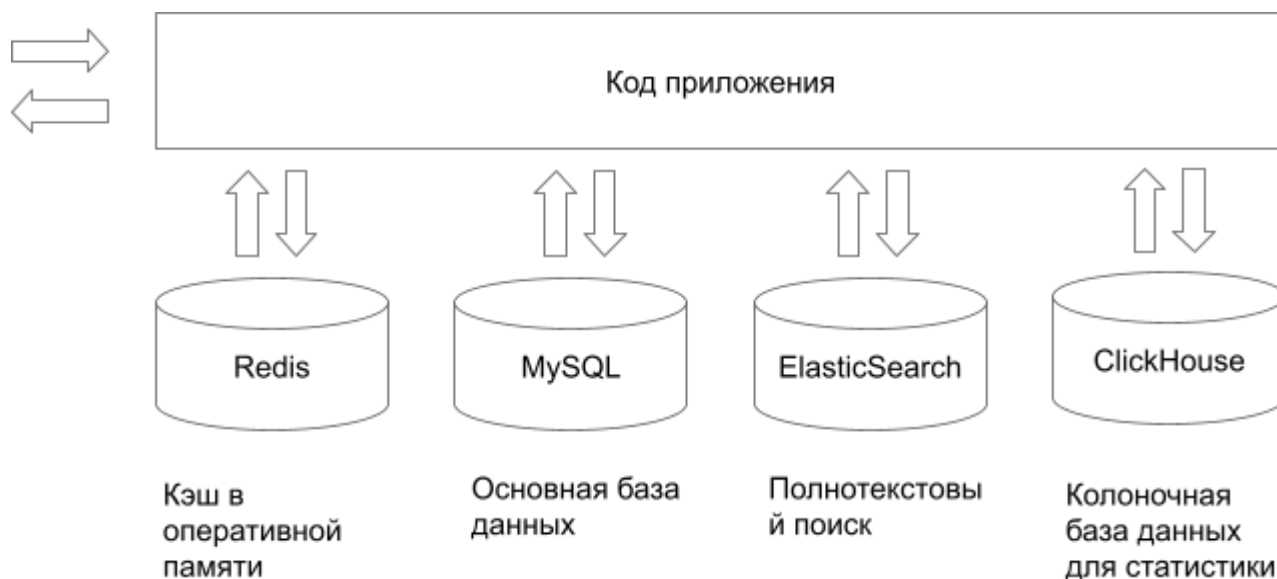 Код приложения
Redis
MySQL
ElasticSearch
ClickHouse
Кэш в
оперативной
памяти
Основная база
данных
Полнотекстовы
й поиск
Колоночная
база данных
для статистики